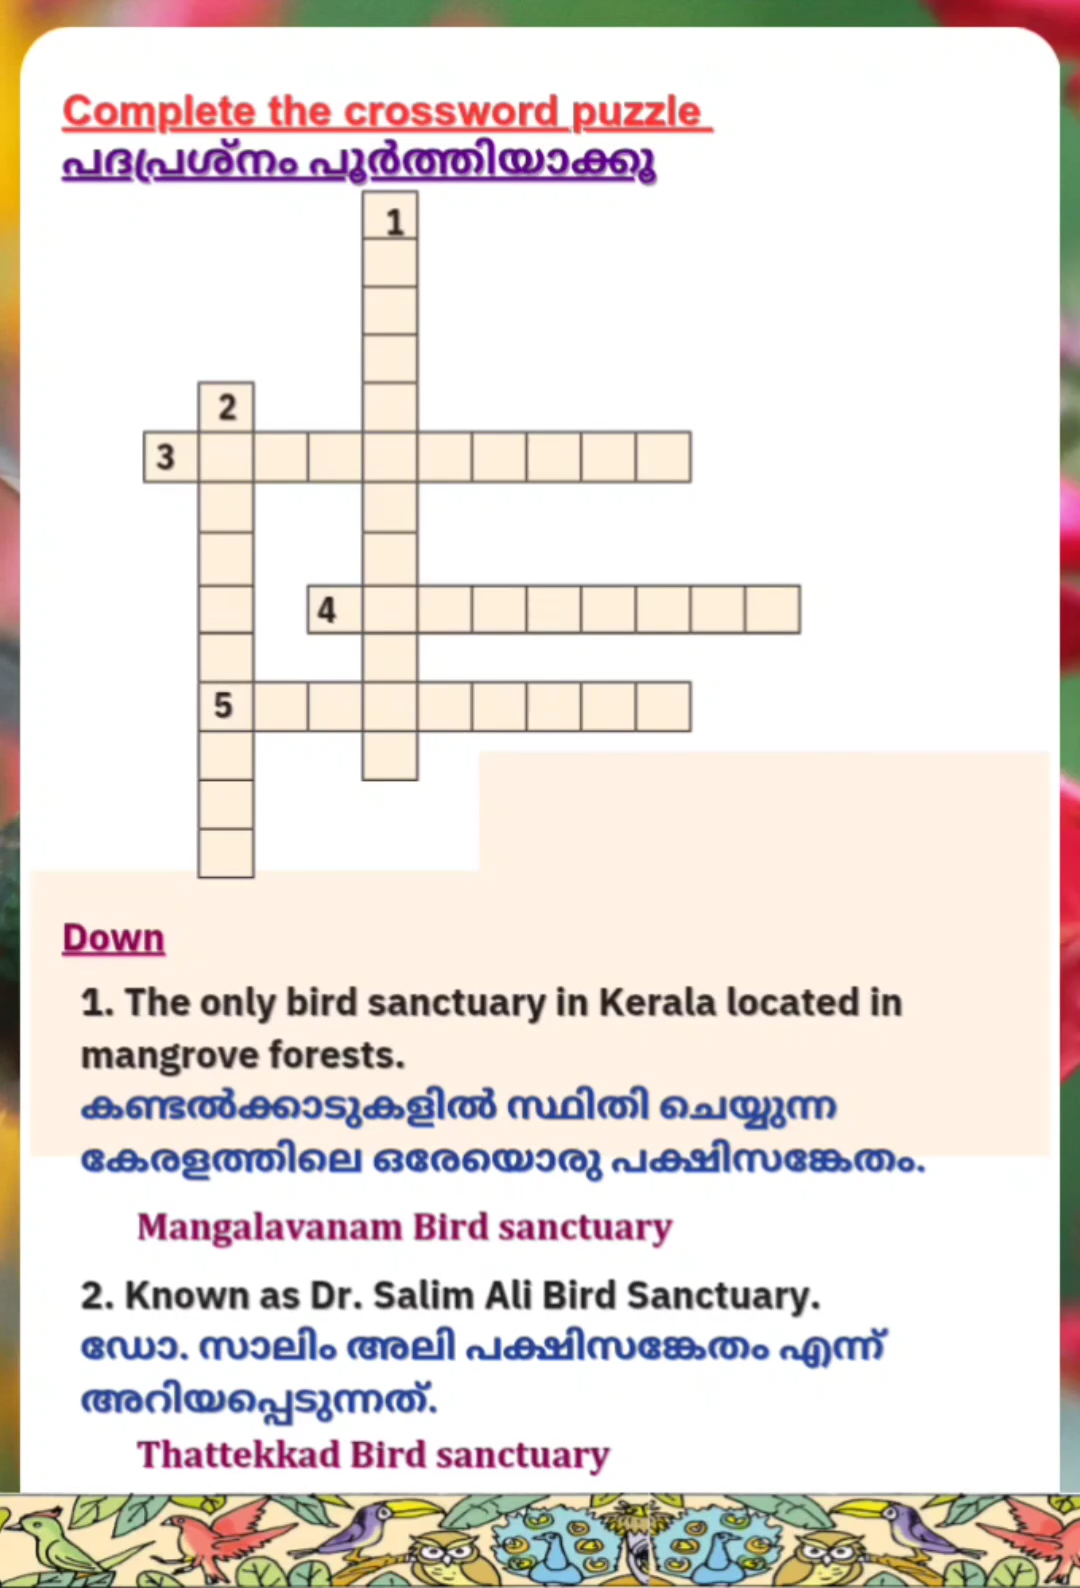 Complete the crossword puzzle
പദപ്രശ്നം പൂർത്തിയാക്കൂ
1
2
3
4
5
Down
1. The only bird sanctuary in Kerala located in
mangrove forests.
കണ്ടൽക്കാടുകളിൽ സ്ഥിതി ചെയ്യുന്ന
കേരളത്തിലെ ഒരേയൊരു പക്ഷിസങ്കേതം.
Mangalavanam Bird sanctuary
2. Known as Dr. Salim Ali Bird Sanctuary.
ഡോ. സാലിം അലി പക്ഷിസങ്കേതം എന്ന്
അറിയപ്പെടുന്നത്.
Thattekkad Bird sanctuary